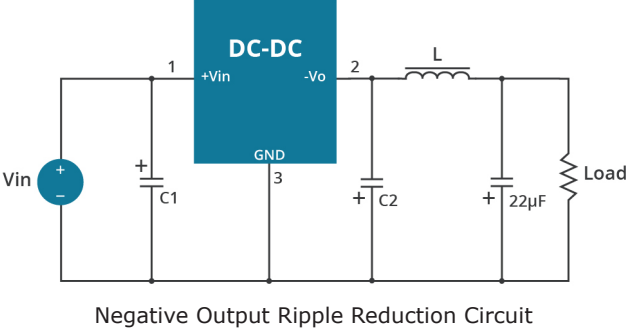 DC-DC
L
1
+Vin
-Vo
2
GND
3
+
+
−
Vin
C1
+
C2
+
22µF
Load
Negative Output Ripple Reduction Circuit